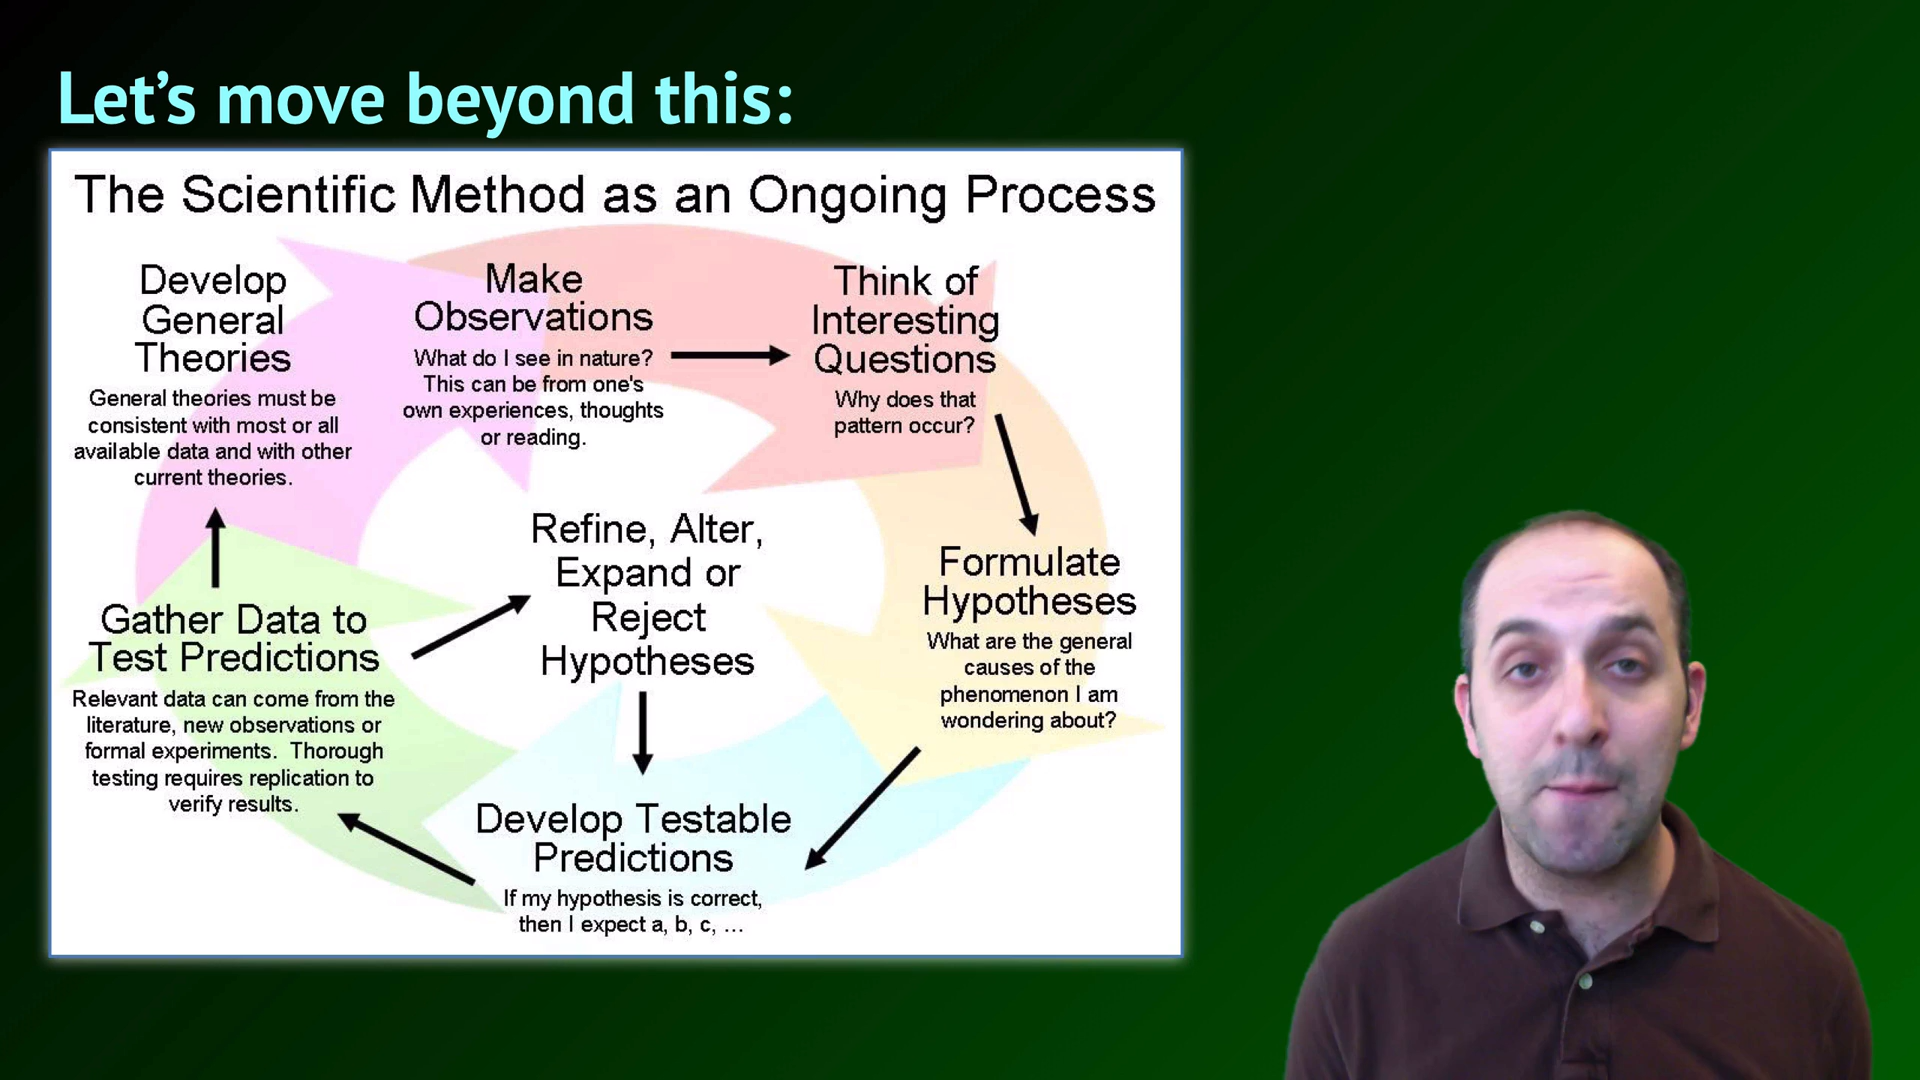 Let's move beyond this:
The Scientific Method as an Ongoing Process
Make
Observations
What do I see in nature?
This can be from one's
own experiences, thoughts
or reading.
Think of
Interesting
Questions
Why does that
pattern occur?
Formulate
Hypotheses
What are the general
causes of the
phenomenon I am
wondering about?
Develop Testable
Predictions
If my hypothesis is correct,
then I expect a, b, c, ...
Gather Data to
Test Predictions
Relevant data can come from the
literature, new observations or
formal experiments. Thorough
testing requires replication to
verify results.
Refine, Alter,
Expand or
Reject
Hypotheses
Develop
General
Theories
General theories must be
consistent with most or all
available data and with other
current theories.